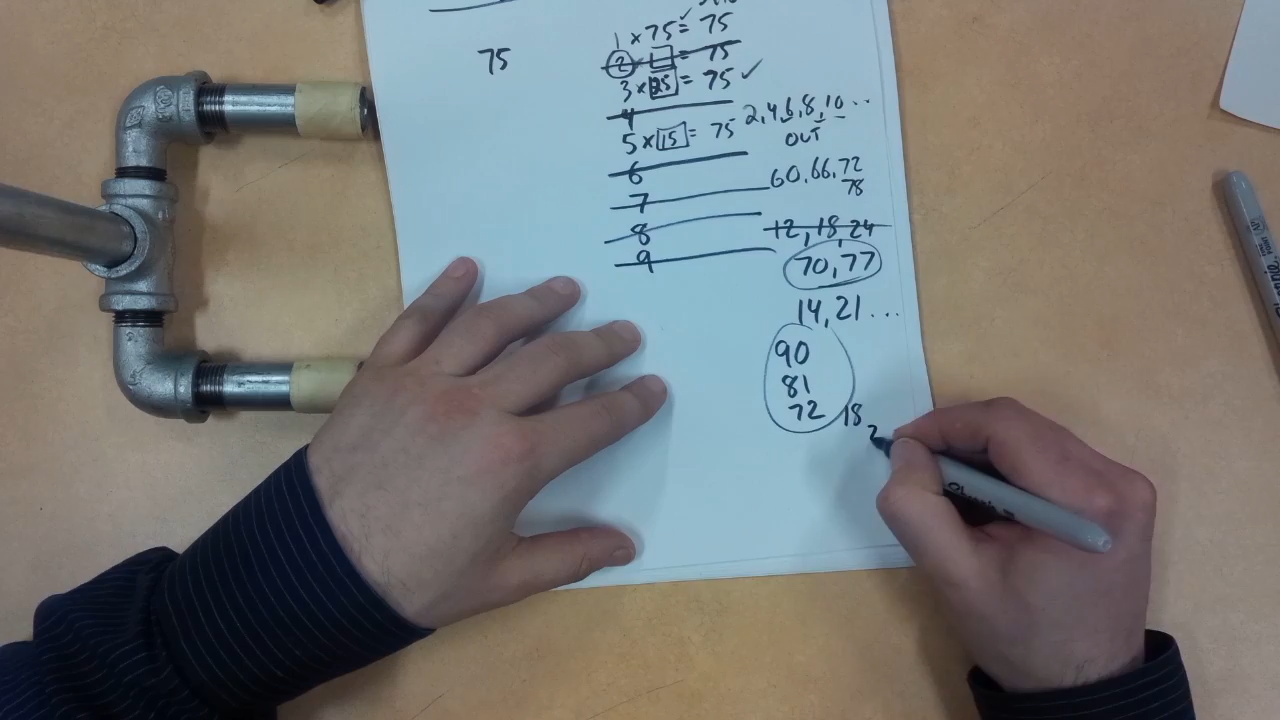 75
1 × 75 = 75
2 × = 75
3 × 25 = 75 ✓
4
2, 4, 6, 8, 10 ...
5 × 15 = 75
OUT
6
60, 66, 72
78
7
8
12, 18, 24
9
70, 77
14, 21 ...
90
81
72
18
2